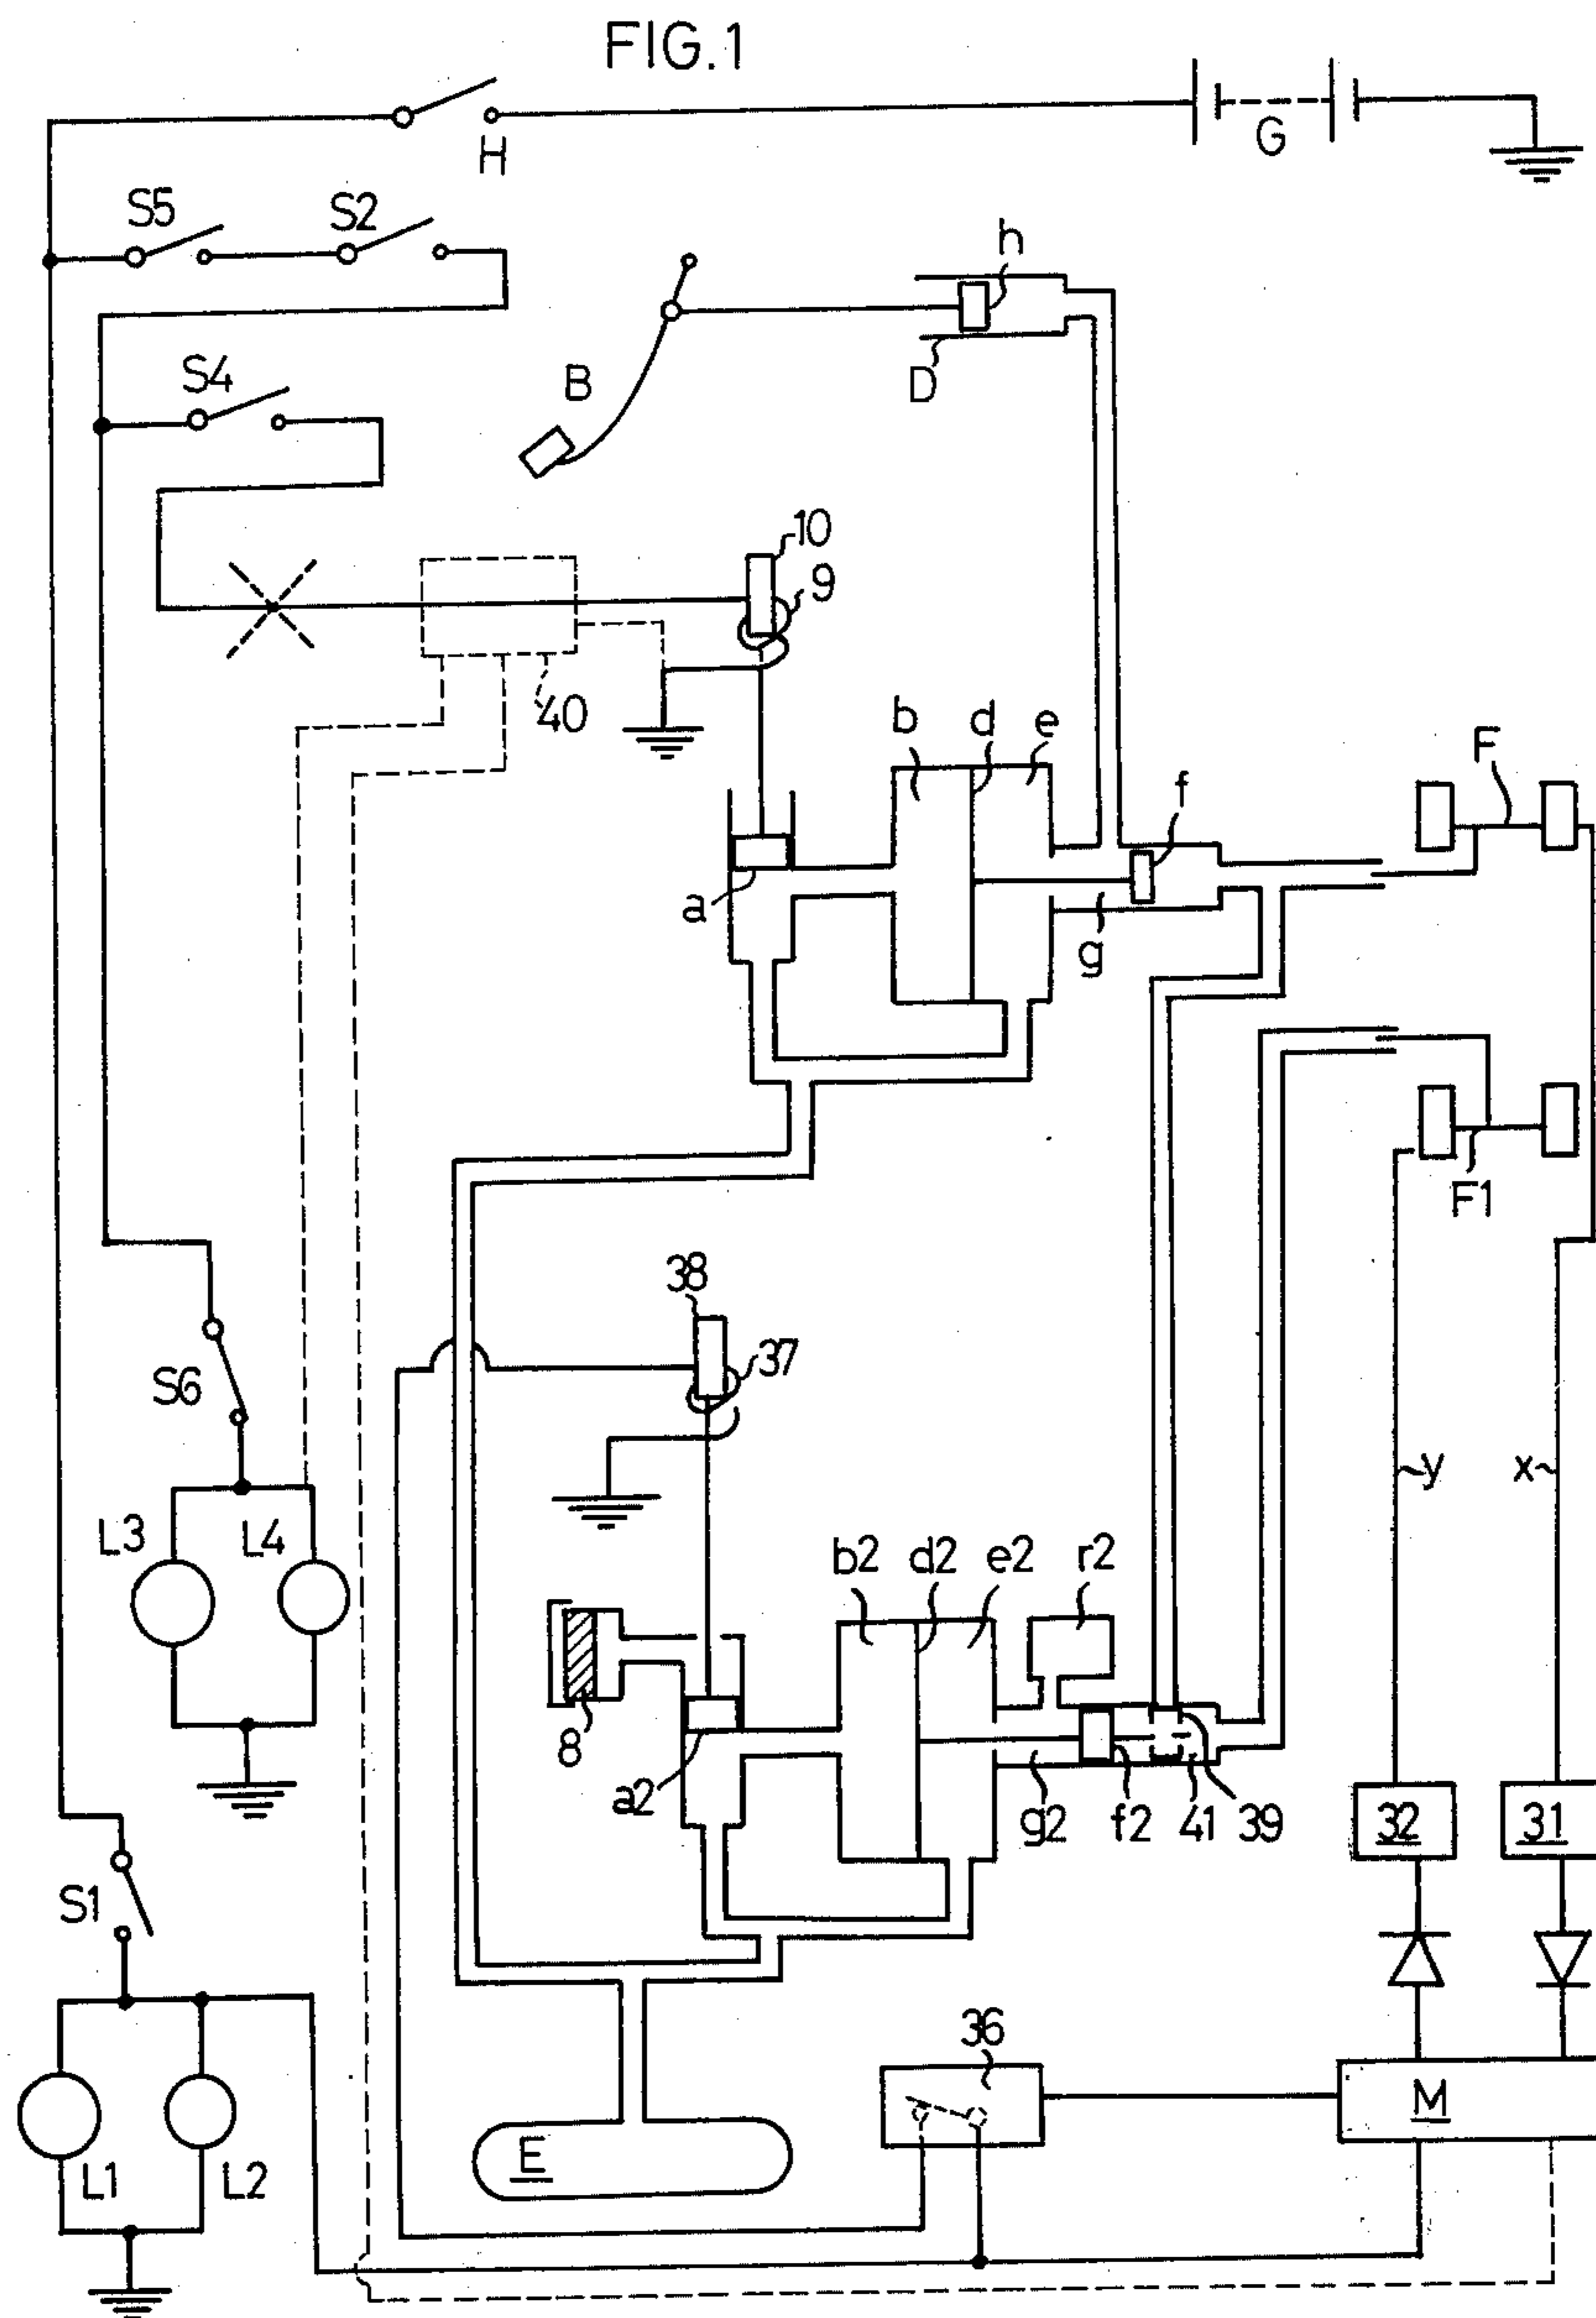 FIG.1
H
G
S5
S2
h
D
B
S4
10
9
40
b
d
e
f
F
a
g
F1
38
37
S6
y
x
L3
L4
b2
d2
e2
r2
8
a2
g2
f2
41
39
32
31
S1
36
M
E
L1
L2